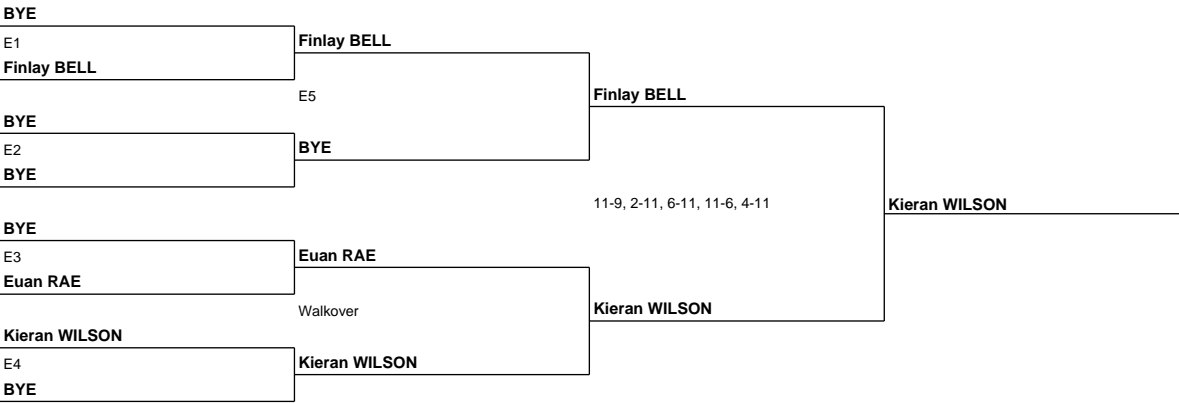 BYE
E1
Finlay BELL
Finlay BELL
E5
Finlay BELL
BYE
E2
BYE
BYE
11-9, 2-11, 6-11, 11-6, 4-11
Kieran WILSON
BYE
E3
Euan RAE
Euan RAE
Walkover
Kieran WILSON
Kieran WILSON
E4
Kieran WILSON
BYE